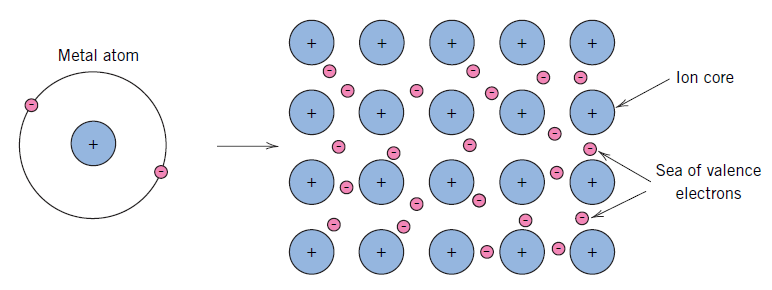 Metal atom
Ion core
Sea of valence
electrons